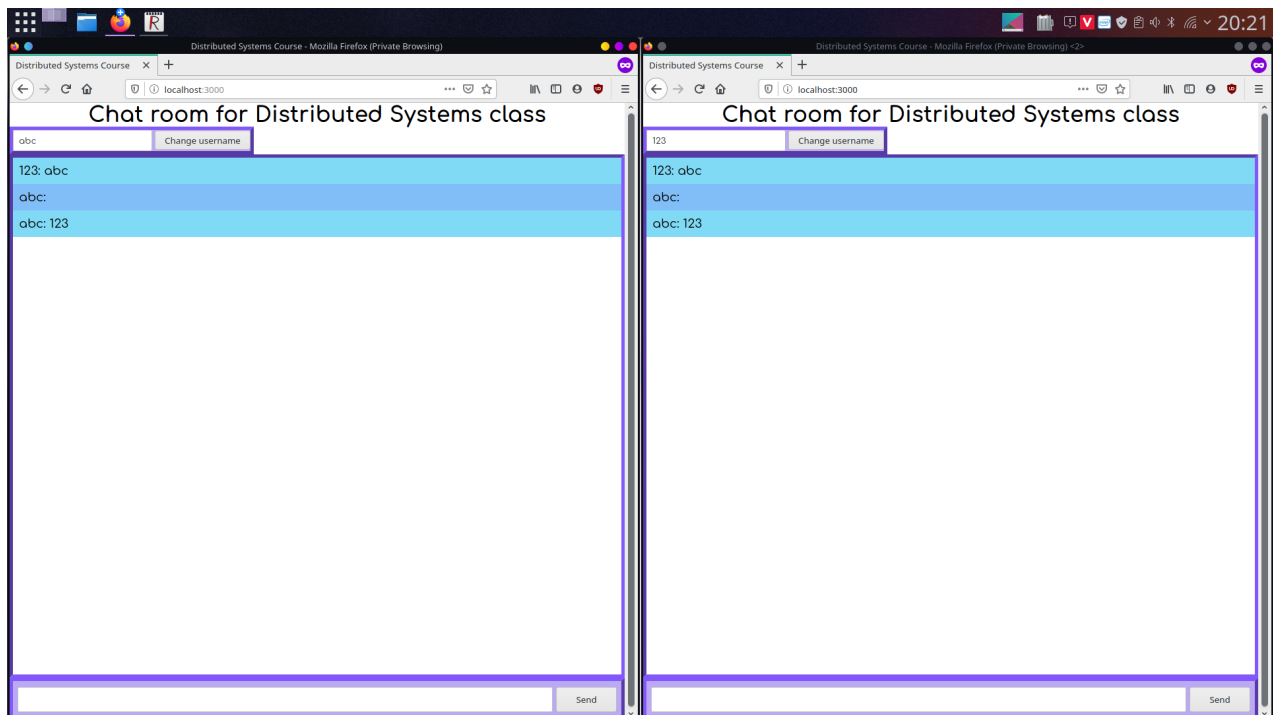 20:21
Distributed Systems Course - Mozilla Firefox (Private Browsing)
Distributed Systems Course
localhost:3000
Chat room for Distributed Systems class
abc
Change username
123: abc
abc:
abc: 123
Send
Distributed Systems Course - Mozilla Firefox (Private Browsing) <2>
Distributed Systems Course
localhost:3000
Chat room for Distributed Systems class
123
Change username
123: abc
abc:
abc: 123
Send